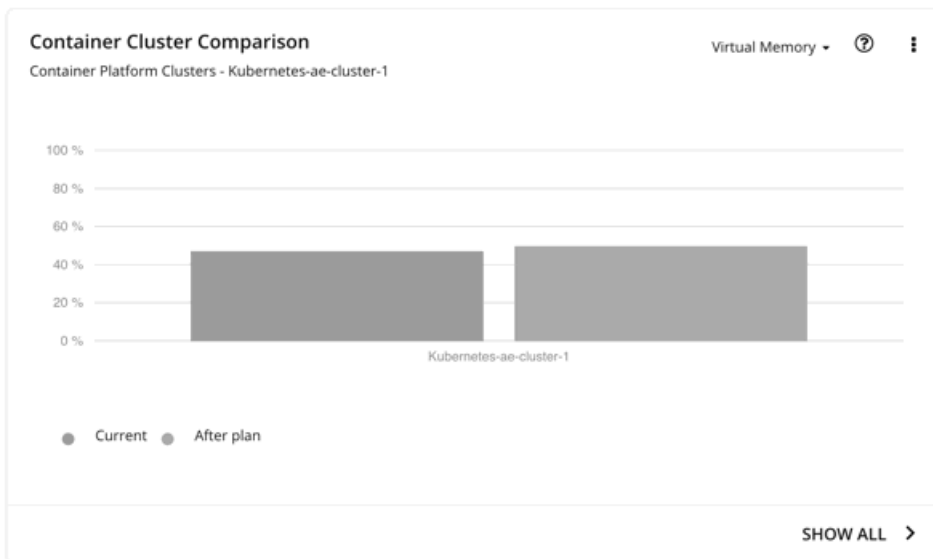 Container Cluster Comparison
Virtual Memory
Container Platform Clusters - Kubernetes-ae-cluster-1
100 %
80 %
60 %
40 %
20 %
0 %
Kubernetes-ae-cluster-1
Current
After plan
SHOW ALL